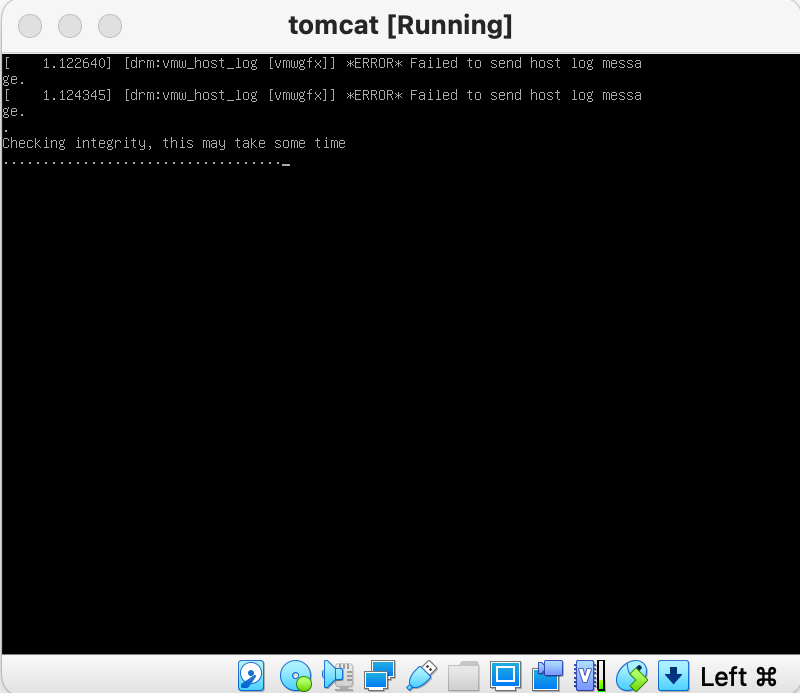 tomcat [Running]
[    1.122640] [drm:vmw_host_log [vmwgfx]] *ERROR* Failed to send host log messa
ge.
[    1.124345] [drm:vmw_host_log [vmwgfx]] *ERROR* Failed to send host log messa
ge.
.
Checking integrity, this may take some time
..................................._
V
Left ⌘